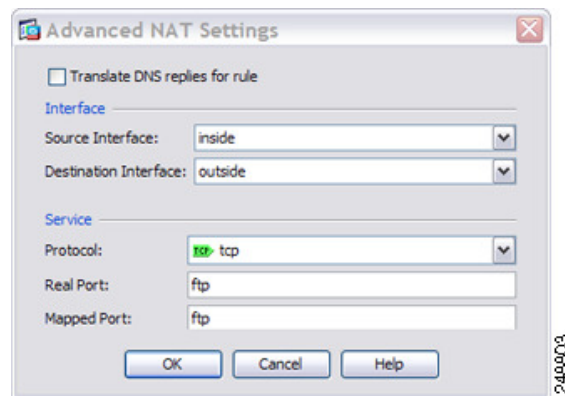 Advanced NAT Settings
Translate DNS replies for rule
Interface
Source Interface: inside
Destination Interface: outside
Service
Protocol: TCP tcp
Real Port: ftp
Mapped Port: ftp
OK Cancel Help
248803